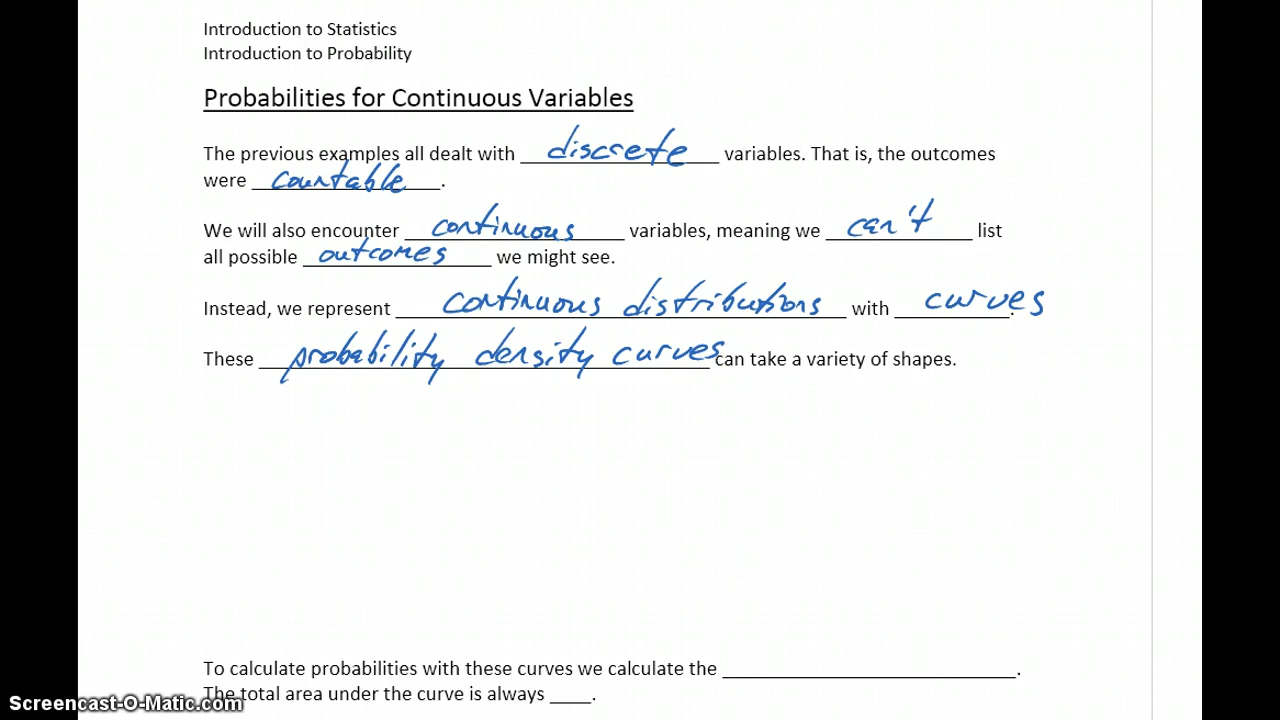 Introduction to Statistics
Introduction to Probability
Probabilities for Continuous Variables
The previous examples all dealt with discrete variables. That is, the outcomes
were countable.
We will also encounter continuous variables, meaning we can't list
all possible outcomes we might see.
Instead, we represent continuous distributions with curves.
These probability density curves can take a variety of shapes.
To calculate probabilities with these curves we calculate the ____________________.
The total area under the curve is always ____.
Screencast-O-Matic.com